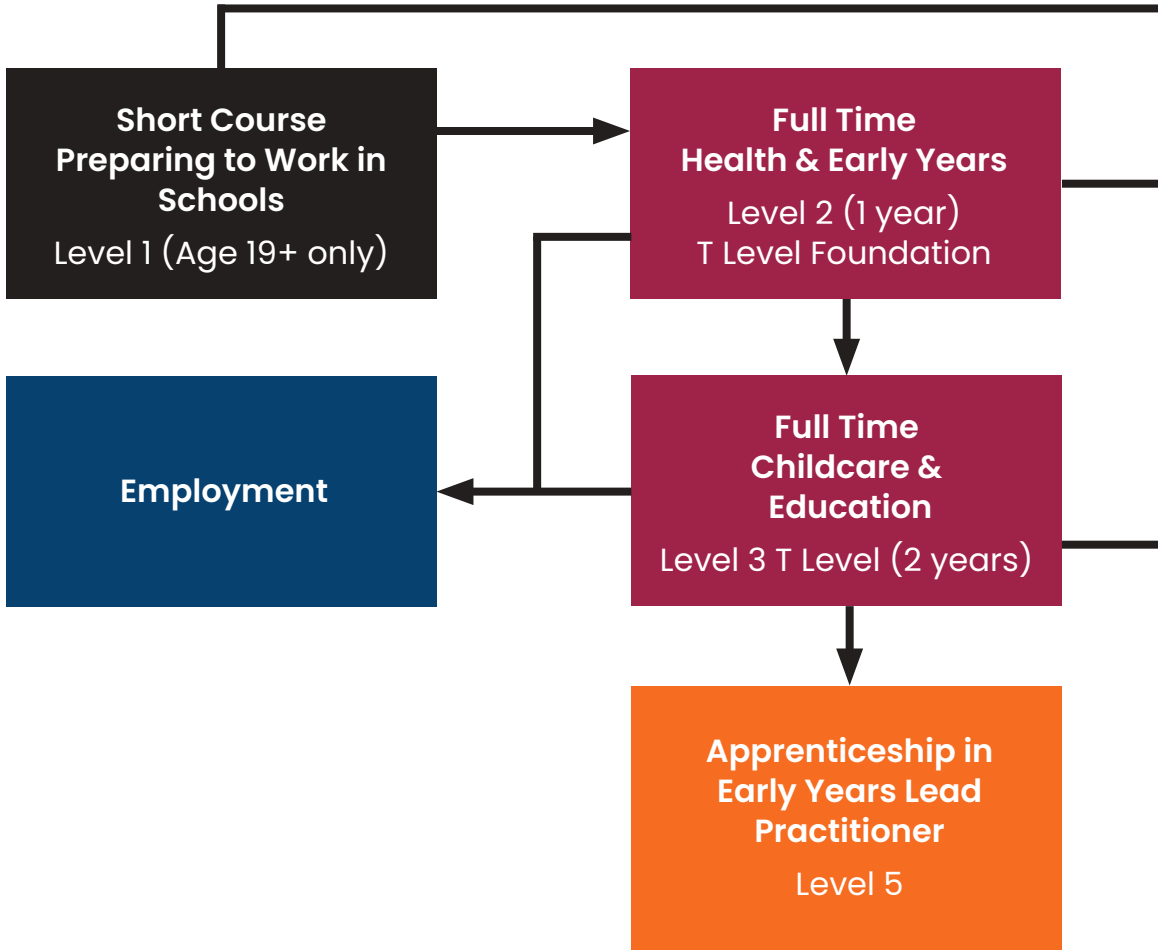 Short Course
Preparing to Work in
Schools
Level 1 (Age 19+ only)
Full Time
Health & Early Years
Level 2 (1 year)
T Level Foundation
Employment
Full Time
Childcare &
Education
Level 3 T Level (2 years)
Apprenticeship in
Early Years Lead
Practitioner
Level 5